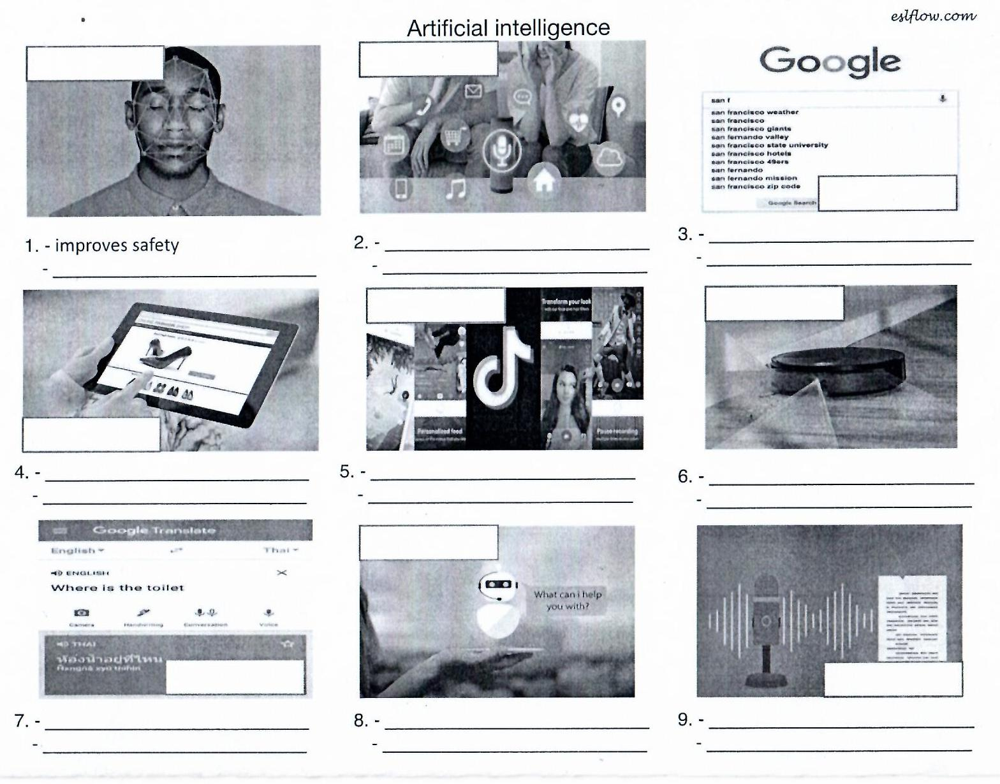 eslflow.com
Artificial intelligence
Google
san f
san francisco weather
san francisco
san francisco giants
san fernando valley
san francisco state university
san francisco hotels
san francisco 49ers
san fernando
san fernando mission
san francisco zip code
Google Search
1. - improves safety
-
2. -
-
3. -
-
Transform your look
Personalized feed
Pause recording
4. -
-
5. -
-
6. -
-
Google Translate
English
Thai
ENGLISH
Where is the toilet
Camera
Handwriting
Conversation
Voice
THAI
ห้องน้ำอยู่ที่ไหน
What can i help
you with?
7. -
-
8. -
-
9. -
-